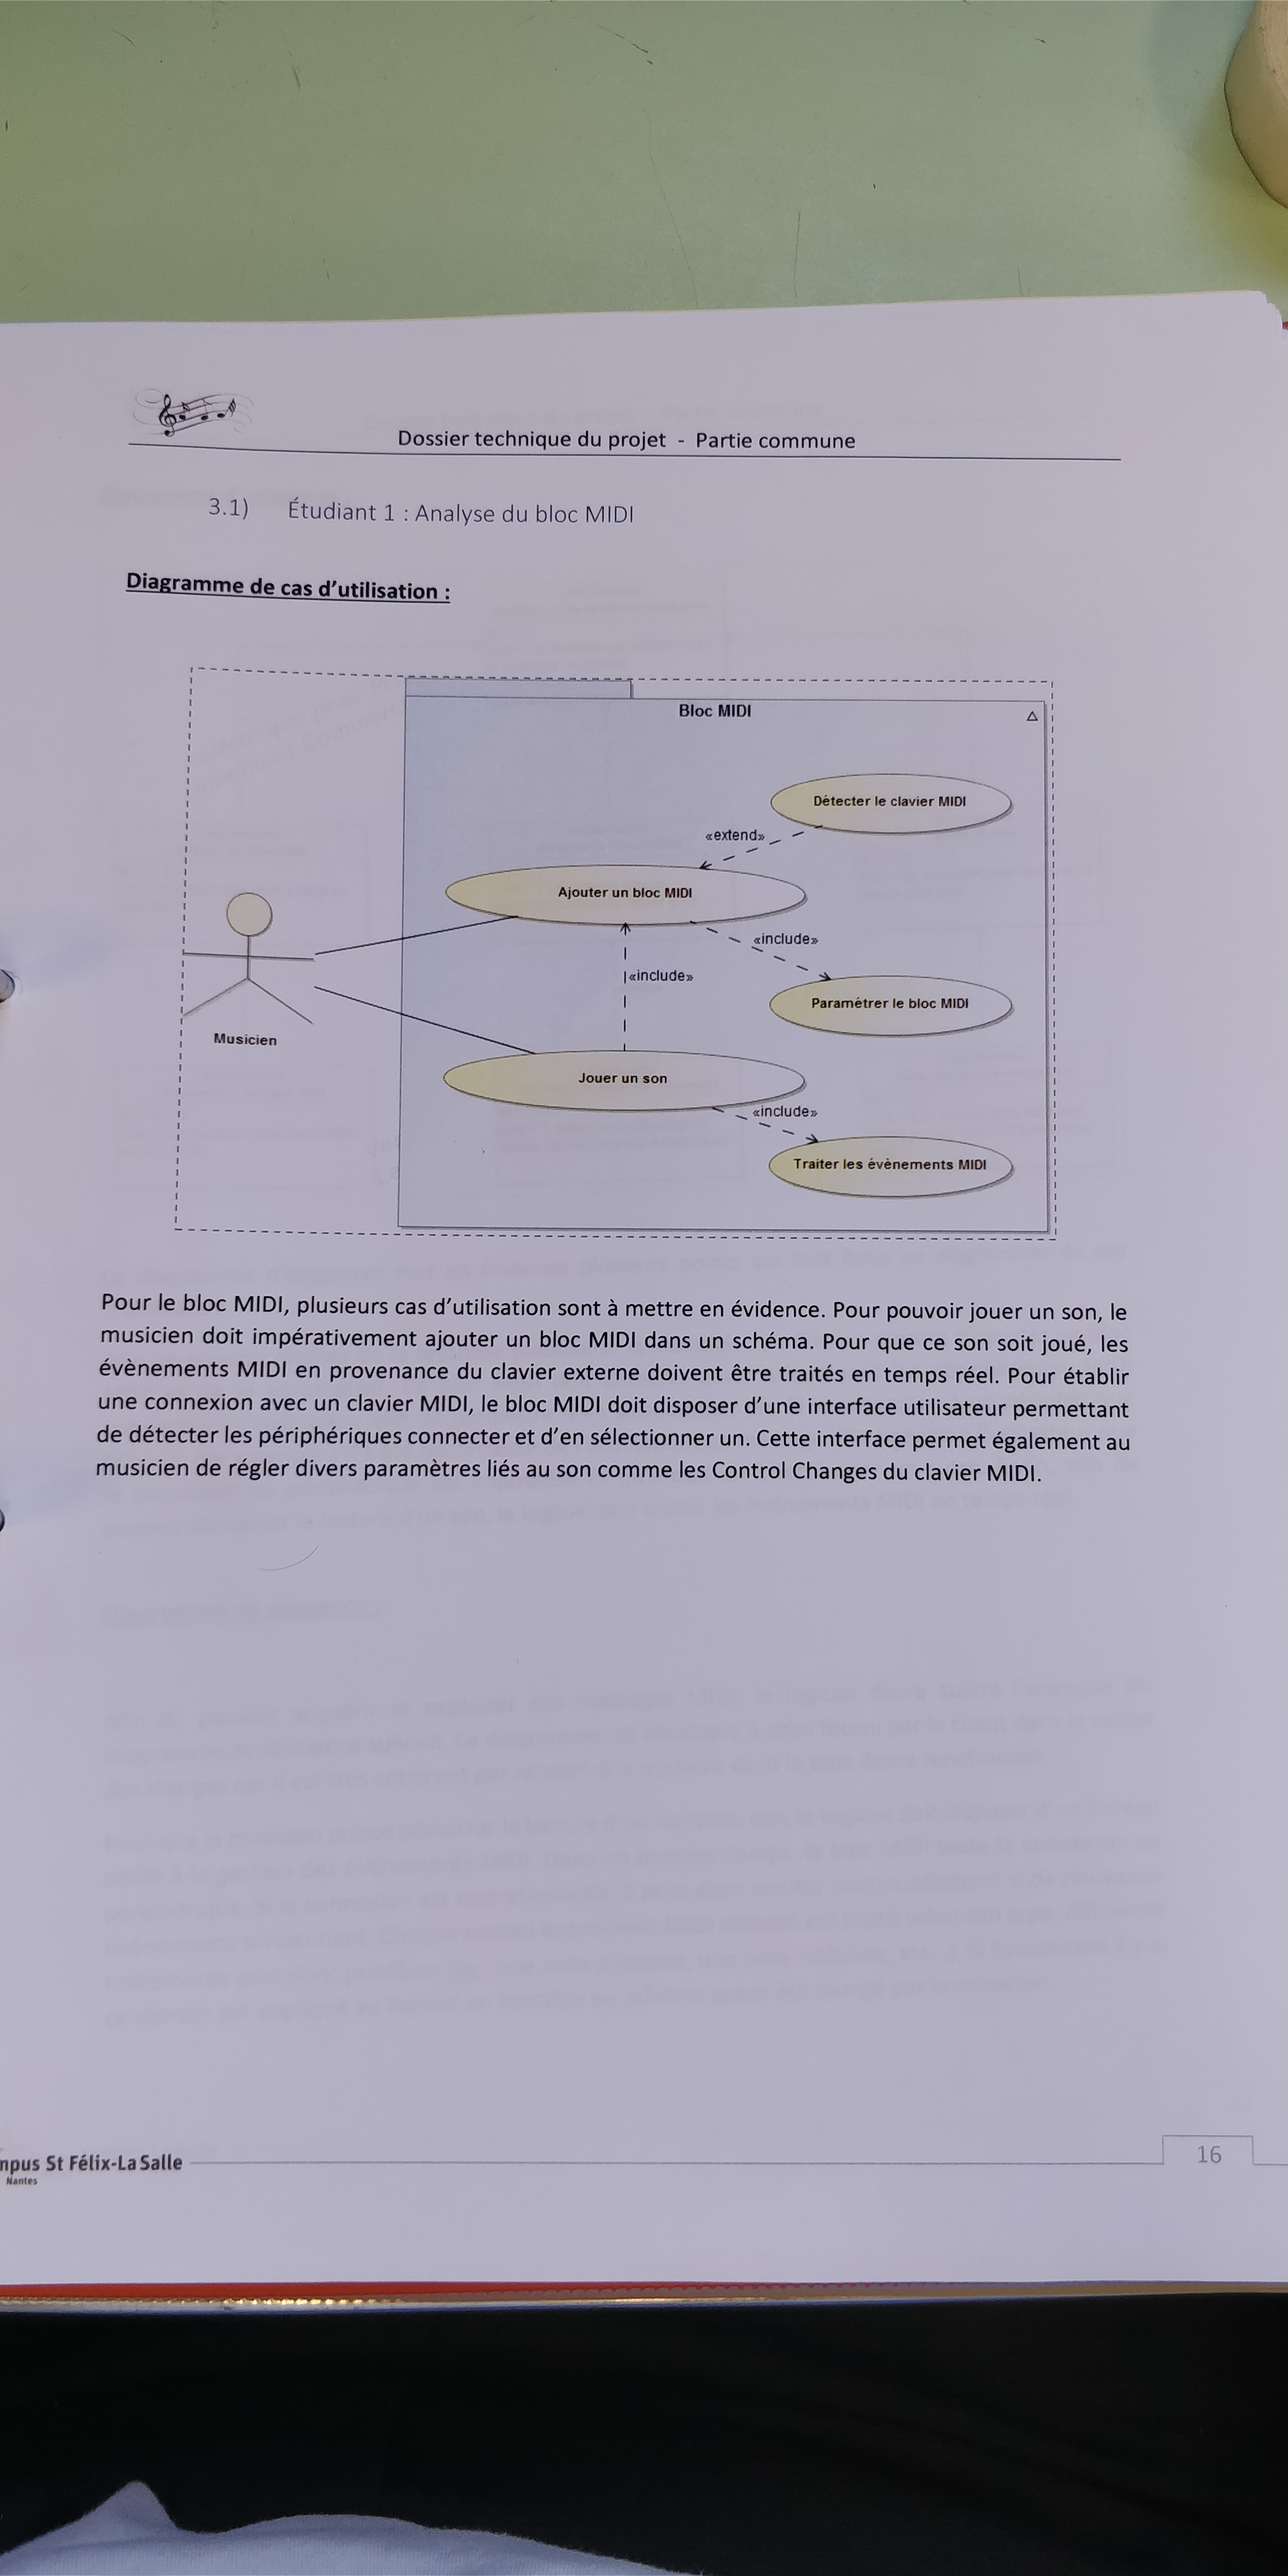 Dossier technique du projet - Partie commune
3.1) Étudiant 1 : Analyse du bloc MIDI
Diagramme de cas d'utilisation :
Bloc MIDI
Détecter le clavier MIDI
«extend»
Ajouter un bloc MIDI
«include»
«include»
Paramétrer le bloc MIDI
Musicien
Jouer un son
«include»
Traiter les évènements MIDI
Pour le bloc MIDI, plusieurs cas d'utilisation sont à mettre en évidence. Pour pouvoir jouer un son, le
musicien doit impérativement ajouter un bloc MIDI dans un schéma. Pour que ce son soit joué, les
évènements MIDI en provenance du clavier externe doivent être traités en temps réel. Pour établir
une connexion avec un clavier MIDI, le bloc MIDI doit disposer d'une interface utilisateur permettant
de détecter les périphériques connecter et d'en sélectionner un. Cette interface permet également au
musicien de régler divers paramètres liés au son comme les Control Changes du clavier MIDI.
mpus St Félix-La Salle
Nantes
16